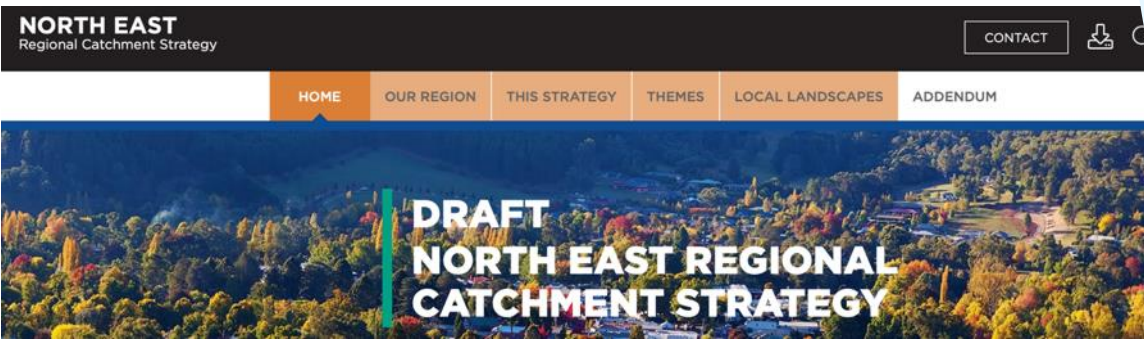 NORTH EAST
Regional Catchment Strategy
CONTACT
HOME OUR REGION THIS STRATEGY THEMES LOCAL LANDSCAPES ADDENDUM
DRAFT
NORTH EAST REGIONAL
CATCHMENT STRATEGY